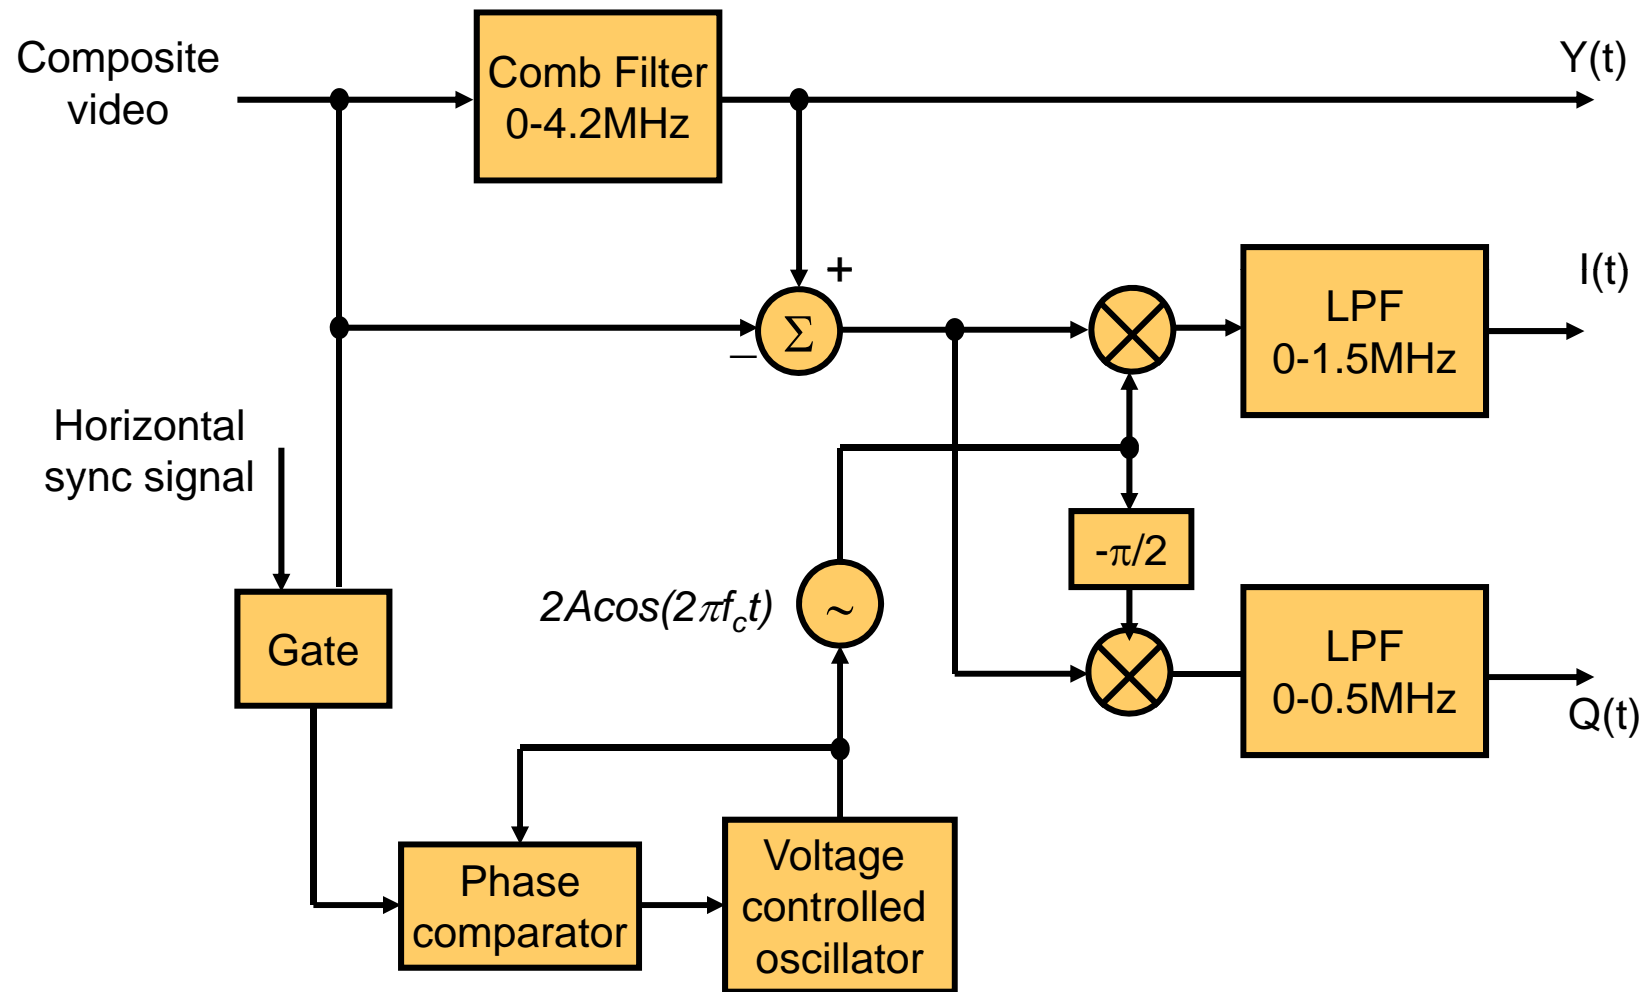 Composite
video
Comb Filter
0-4.2MHz
Y(t)
+
_
Σ
LPF
0-1.5MHz
I(t)
Horizontal
sync signal
-π/2
2Acos(2πf_ct)
~
Gate
LPF
0-0.5MHz
Q(t)
Phase
comparator
Voltage
controlled
oscillator